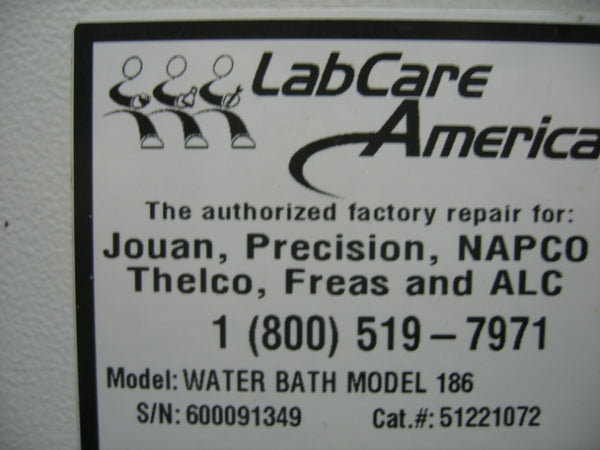 LabCare
America
The authorized factory repair for:
Jouan, Precision, NAPCO
Thelco, Freas and ALC
1 (800) 519-7971
Model: WATER BATH MODEL 186
S/N: 600091349 Cat.#: 51221072